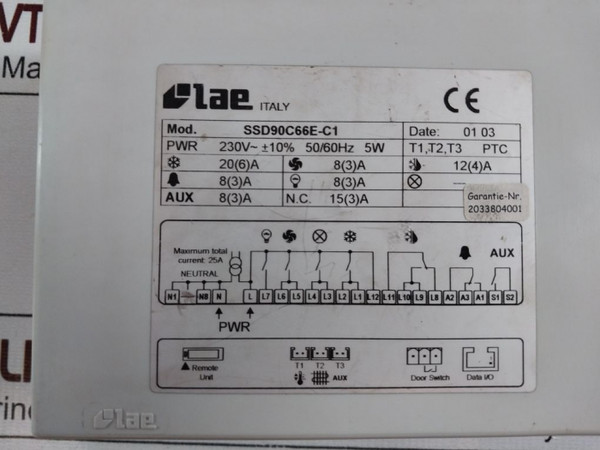 VT
Ma
lae ITALY
CE
Mod. SSD90C66E-C1 Date: 01 03
PWR 230V~ ±10% 50/60Hz 5W T1,T2,T3 PTC
20(6)A 8(3)A 12(4)A
8(3)A 8(3)A —
AUX 8(3)A N.C. 15(3)A
Garantie-Nr.
2033804001
Maximum total
current: 25A
NEUTRAL
AUX
N1 NB N L L7 L6 L5 L4 L3 L2 L1 L12 L11 L10 L9 L8 A2 A3 A1 S1 S2
PWR
Remote
Unit
T1 T2 T3
AUX
Door Switch
Data I/O
rine
lae